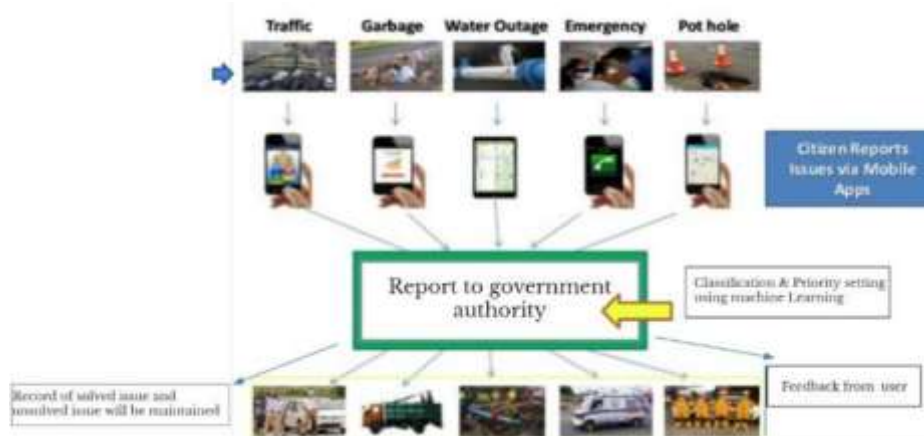 Traffic
Garbage
Water Outage
Emergency
Pot hole
Citizen Reports
Issues via Mobile
Apps
Report to government
authority
Classification & Priority setting
using machine Learning
Record of solved issue and
unsolved issue will be maintained
Feedback from user